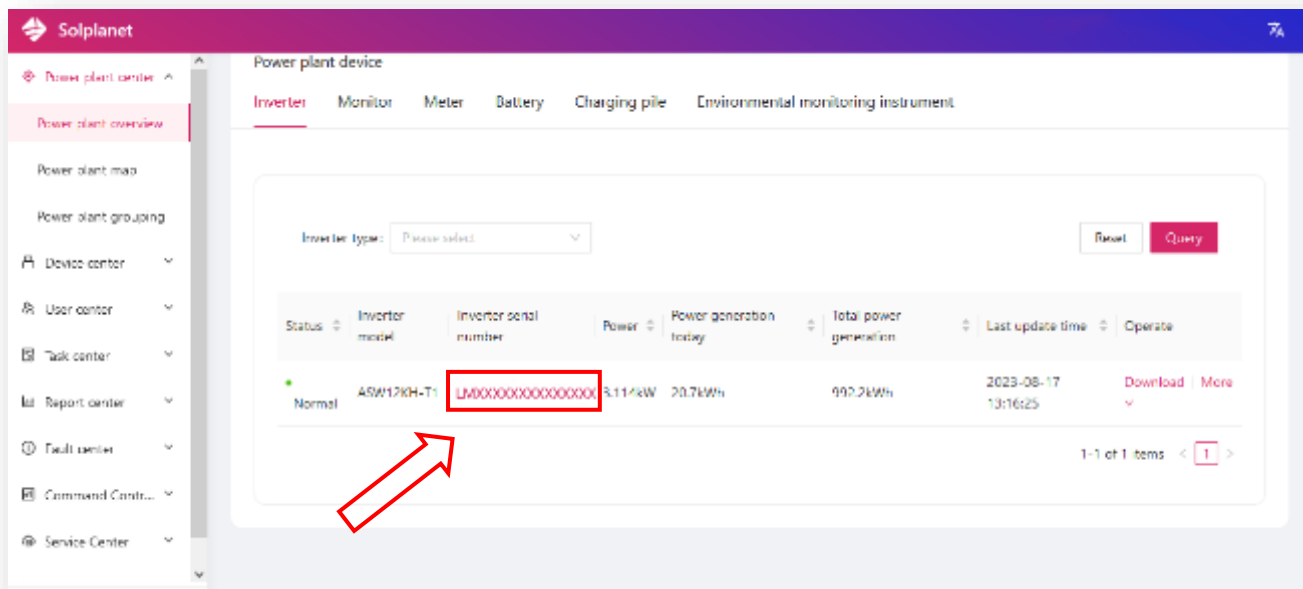 Solplanet
Power plant center
Power plant overview
Power plant map
Power plant grouping
Device center
User center
Task center
Report center
Fault center
Command Contr...
Service Center
Power plant device
Inverter Monitor Meter Battery Charging pile Environmental monitoring instrument
Inverter type: Please select
Reset Query
Status Inverter model Inverter serial number Power Power generation today Total power generation Last update time Operate
Normal ASW12KH-T1 LMXXXXXXXXXXXXXXX 3.114kW 20.7kWh 992.2kWh 2023-08-17 13:16:25 Download More
1-1 of 1 items < 1 >